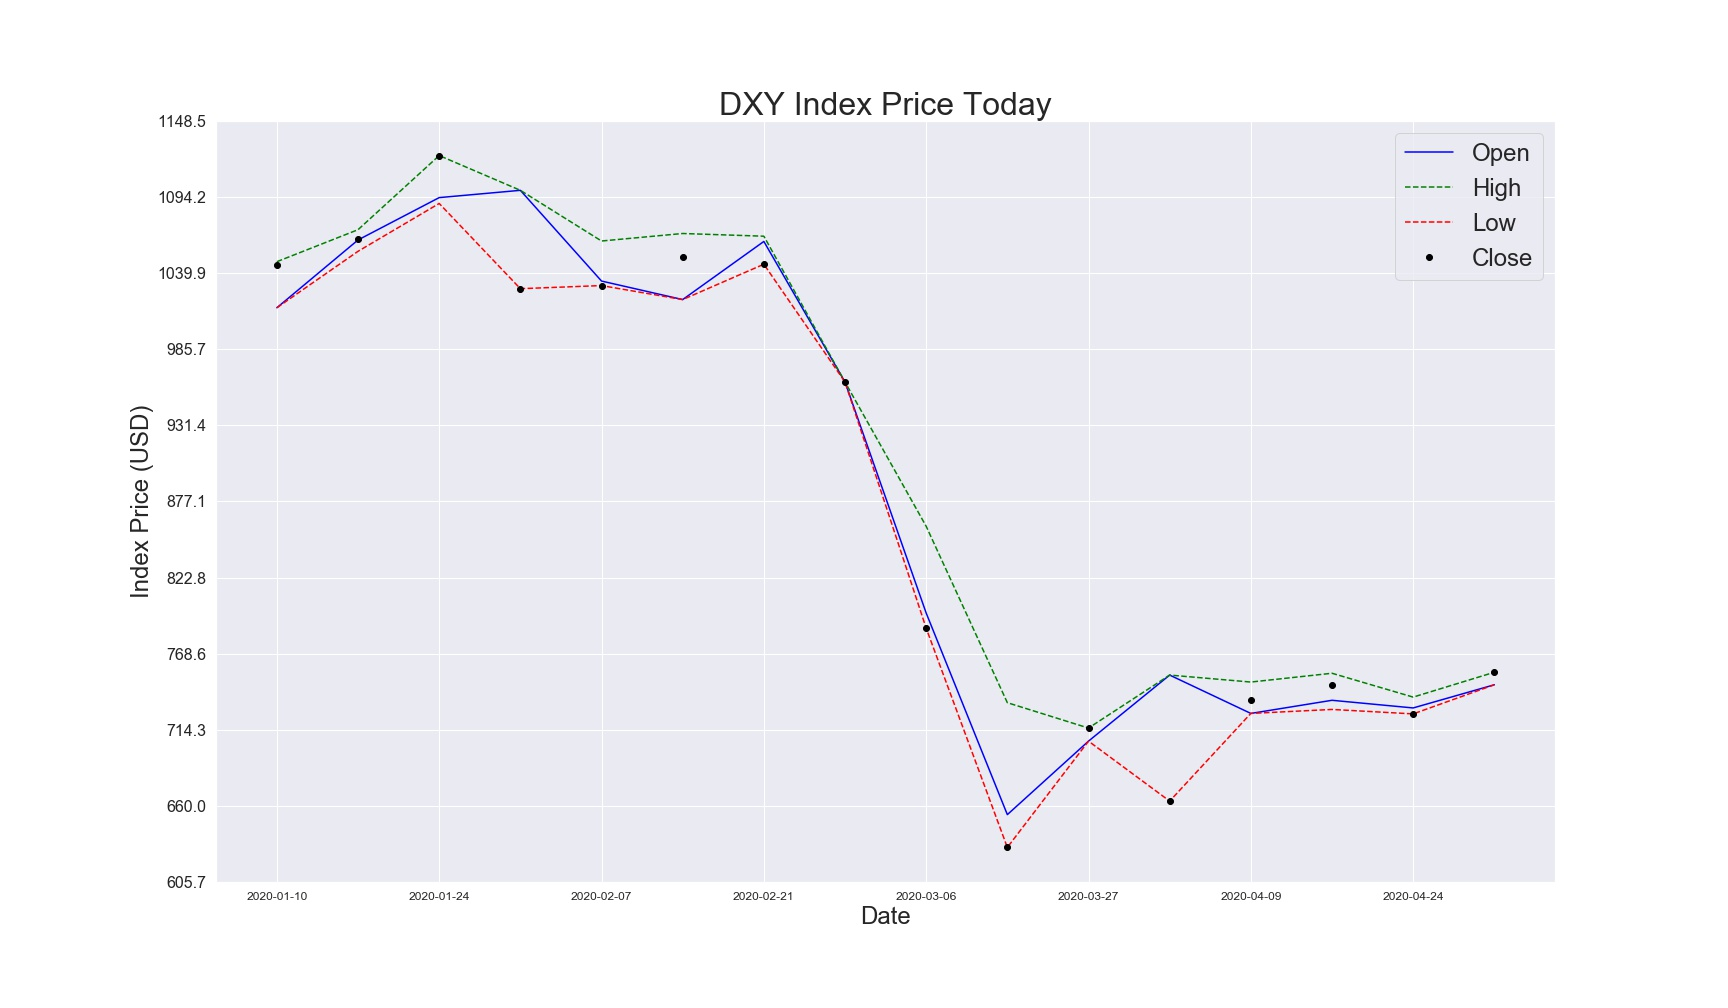 DXY Index Price Today
1148.5
1094.2
1039.9
985.7
931.4
877.1
822.8
768.6
714.3
660.0
605.7
Index Price (USD)
Open
High
Low
Close
2020-01-10 2020-01-24 2020-02-07 2020-02-21 2020-03-06 2020-03-27 2020-04-09 2020-04-24
Date